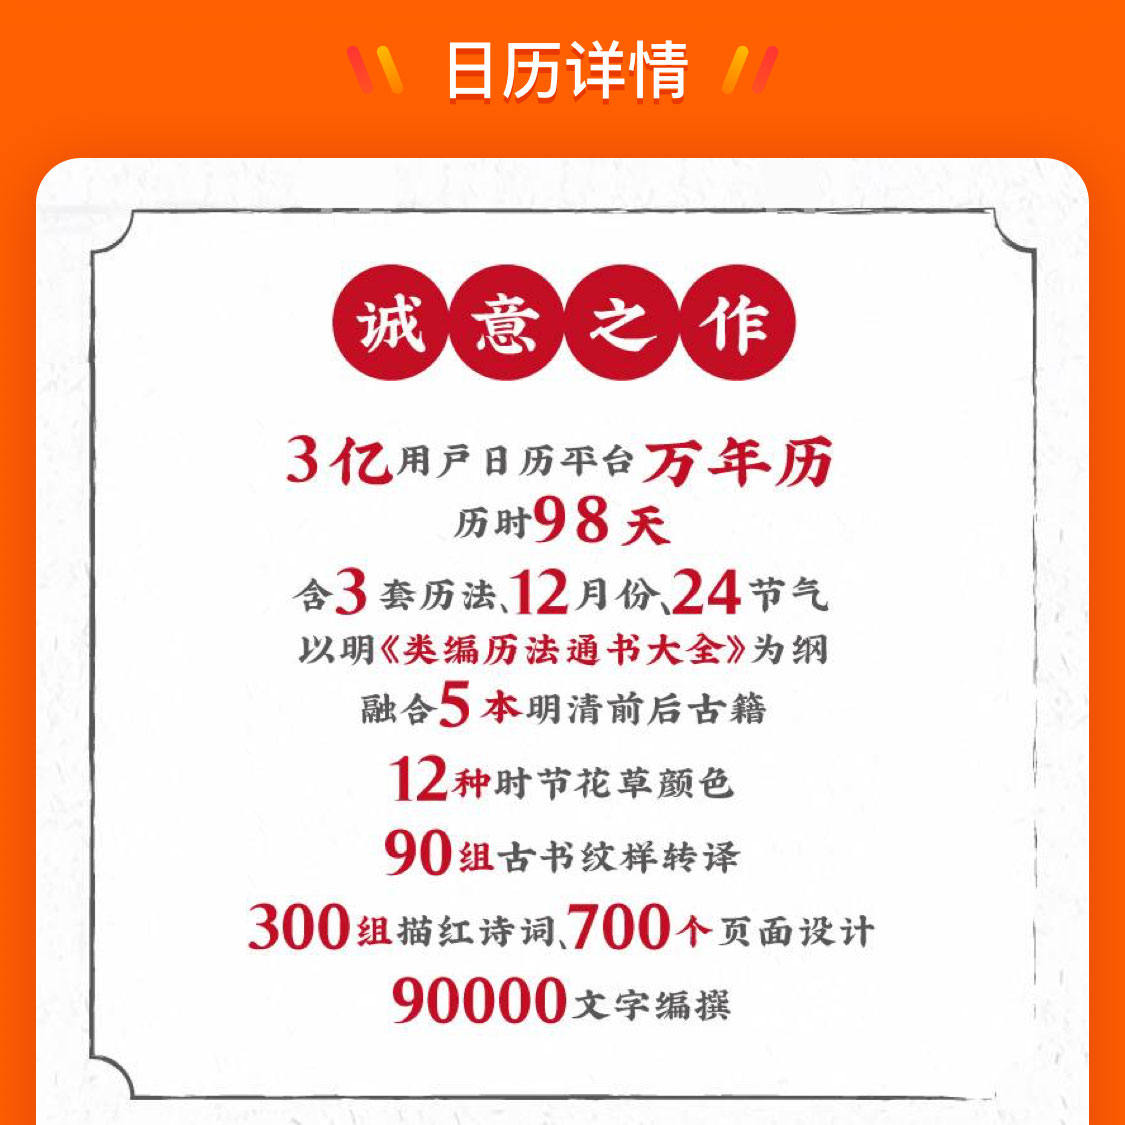 日历详情
诚意之作
3亿用户日历平台万年历
历时98天
含3套历法、12月份、24节气
以明《类编历法通书大全》为纲
融合5本明清前后古籍
12种时节花草颜色
90组古书纹样转译
300组描红诗词、700个页面设计
90000文字编撰